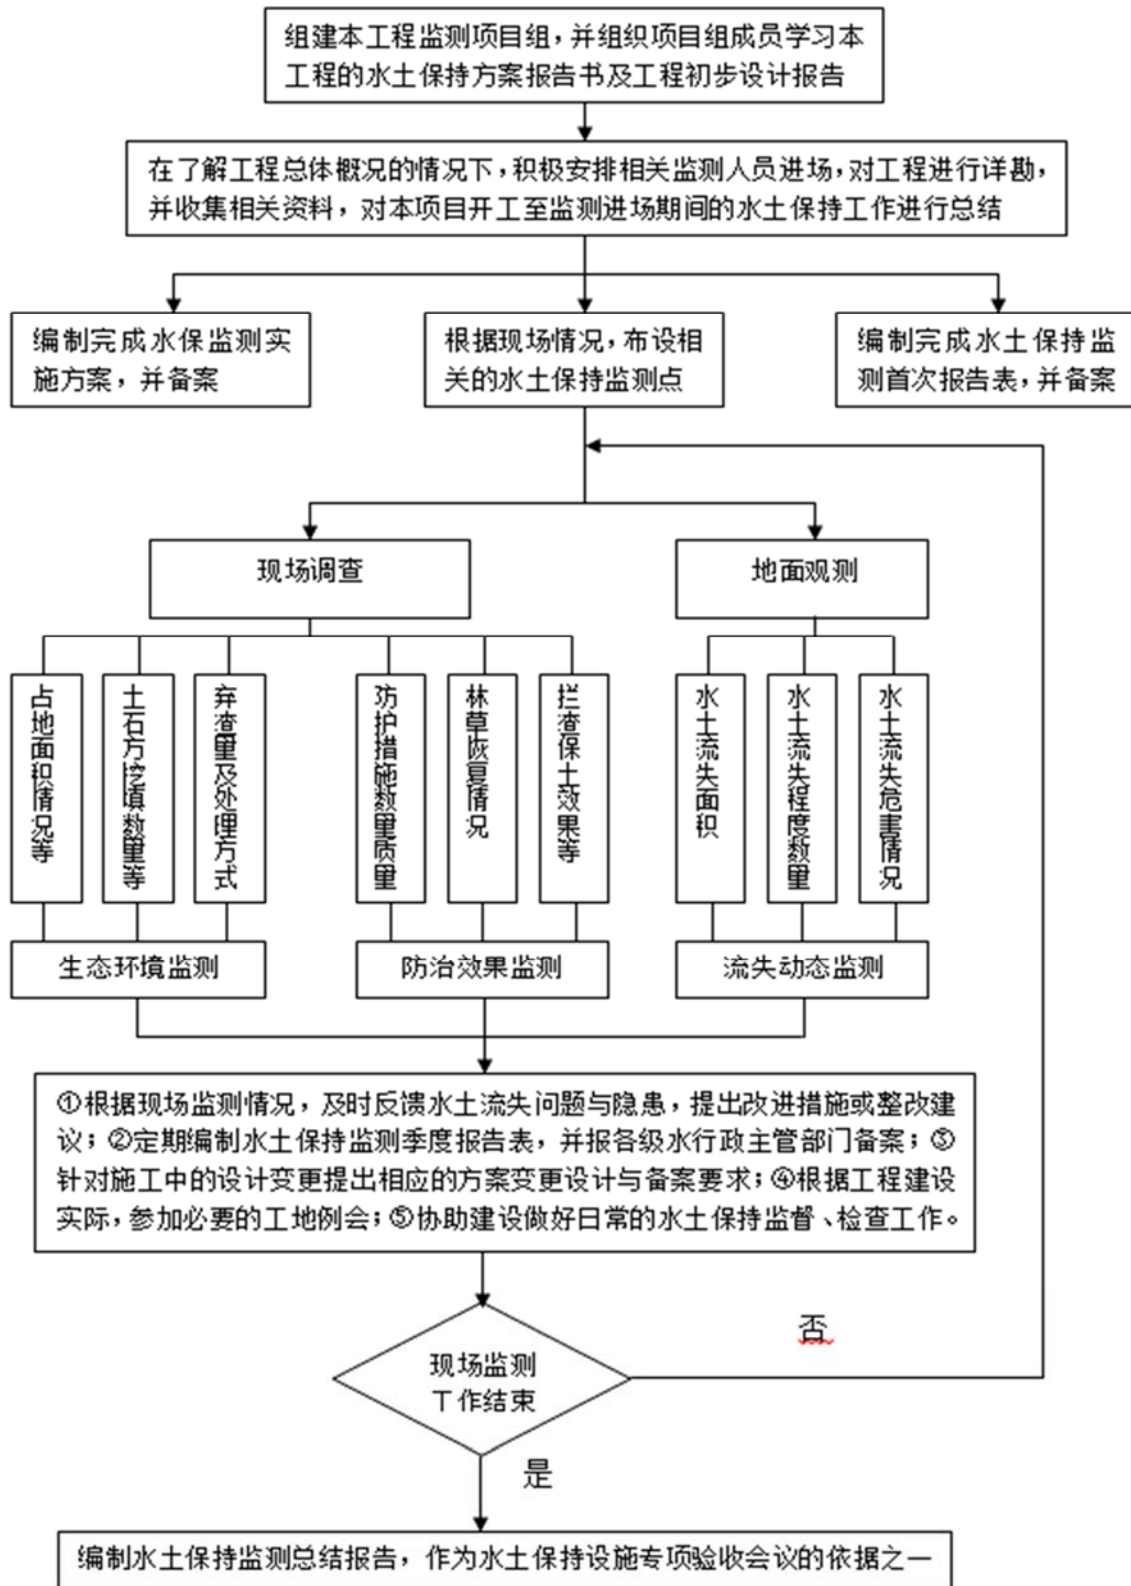 组建本工程监测项目组，并组织项目组成员学习本
工程的水土保持方案报告书及工程初步设计报告
在了解工程总体概况的情况下，积极安排相关监测人员进场，对工程进行详勘，
并收集相关资料，对本项目开工至监测进场期间的水土保持工作进行总结
编制完成水保监测实
施方案，并备案
根据现场情况，布设相
关的水土保持监测点
编制完成水土保持监
测首次报告表，并备案
现场调查
地面观测
占地面积情况等
土石方挖填数量等
弃渣量及处理方式
防护措施数量质量
林草恢复情况
拦渣保土效果等
水土流失面积
水土流失程度数量
水土流失危害情况
生态环境监测
防治效果监测
流失动态监测
①根据现场监测情况，及时反馈水土流失问题与隐患，提出改进措施或整改建
议；②定期编制水土保持监测季度报告表，并报各级水行政主管部门备案；③
针对施工中的设计变更提出相应的方案变更设计与备案要求；④根据工程建设
实际，参加必要的工地例会；⑤协助建设做好日常的水土保持监督、检查工作。
否
现场监测
工作结束
是
编制水土保持监测总结报告，作为水土保持设施专项验收会议的依据之一